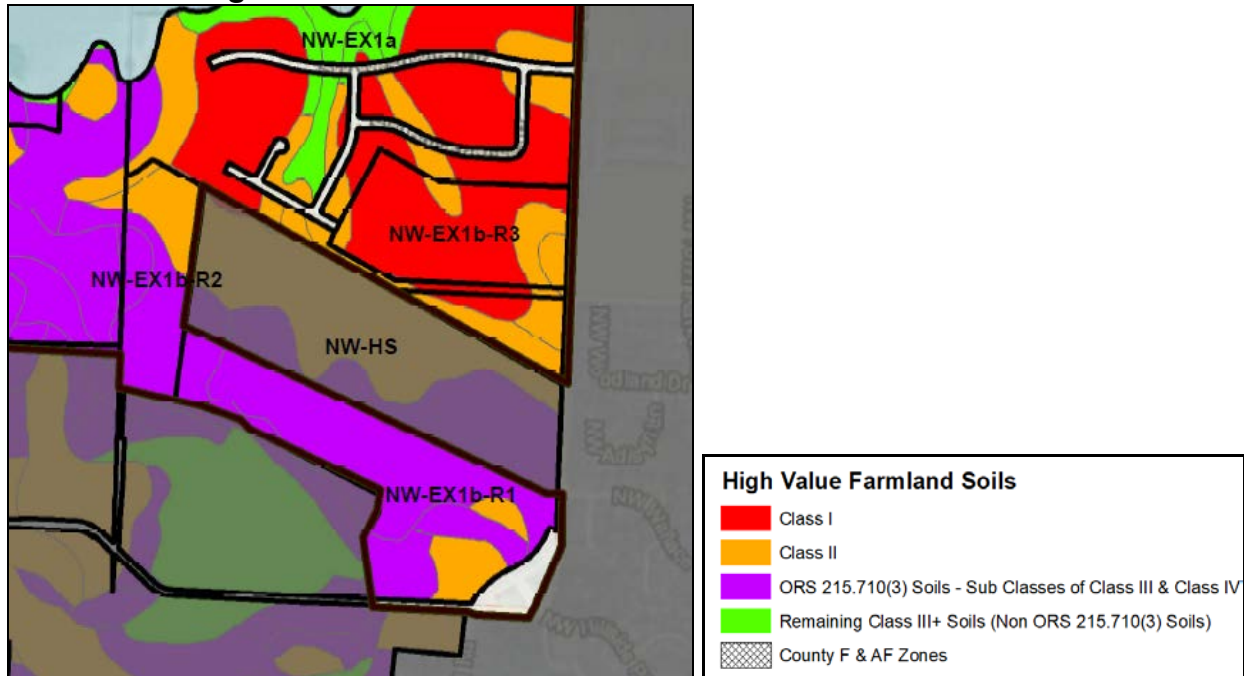 NW-EX1a
NW-EX1b-R3
NW-EX1b-R2
NW-HS
NW-EX1b-R1
High Value Farmland Soils
Class I
Class II
ORS 215.710(3) Soils - Sub Classes of Class III & Class IV
Remaining Class III+ Soils (Non ORS 215.710(3) Soils)
County F & AF Zones